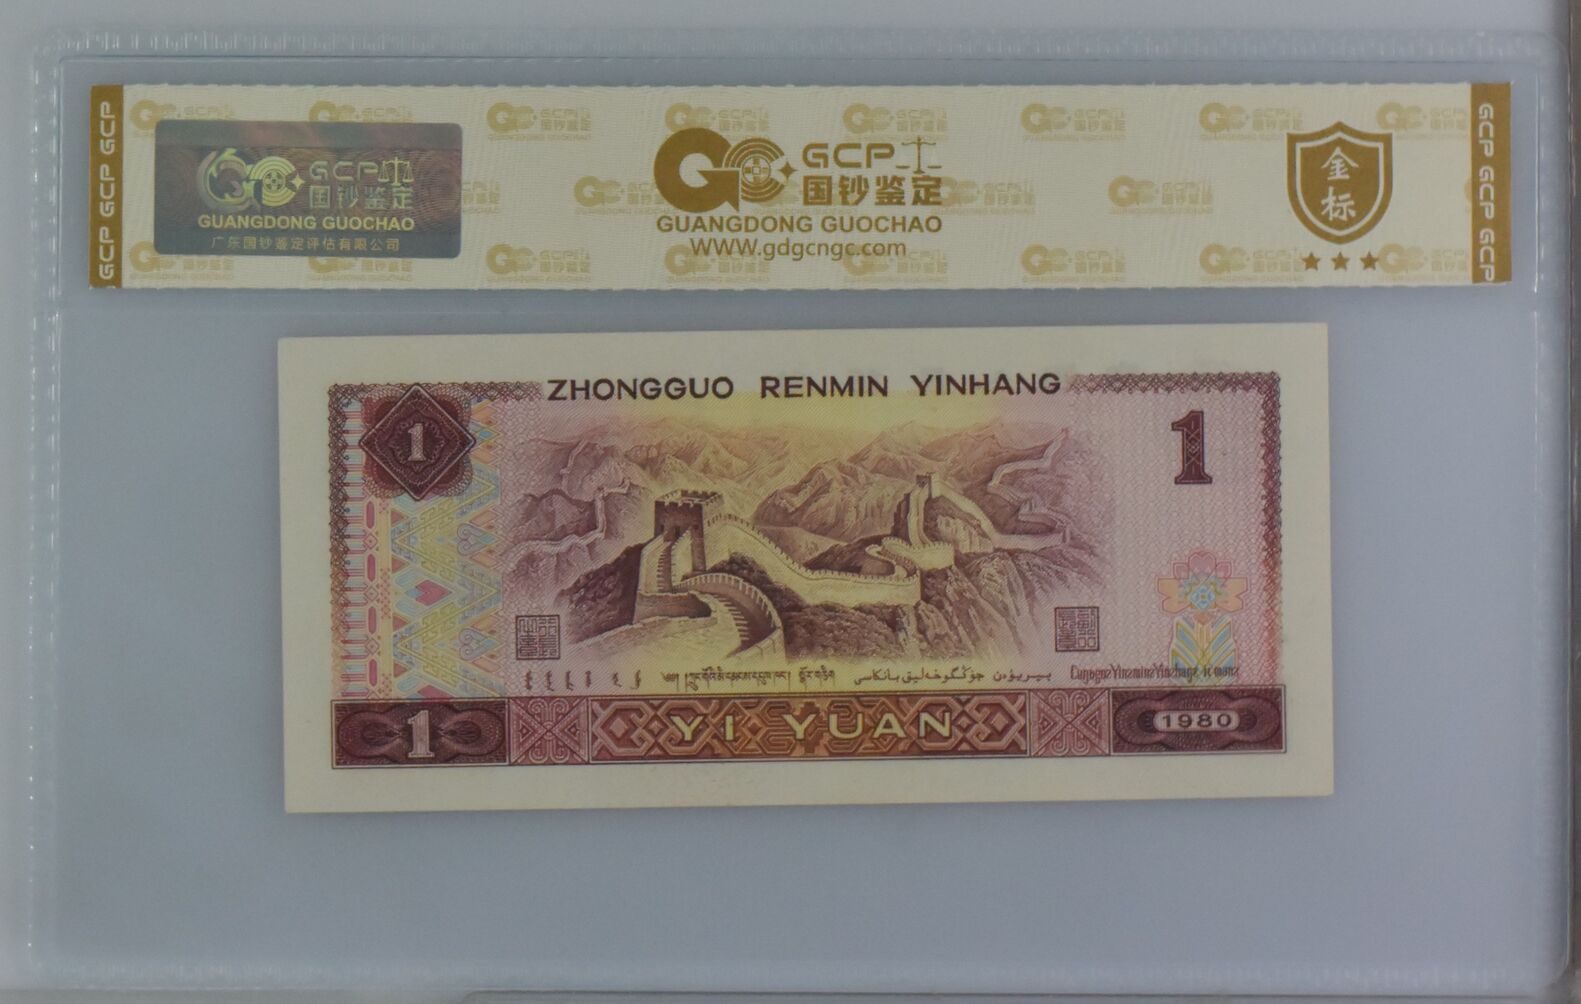 GCP GCP GCP
GCP
国钞鉴定
GUANGDONG GUOCHAO
广东国钞鉴定评估有限公司
GCP
国钞鉴定
GUANGDONG GUOCHAO
WWW.gdgcngc.com
金
标
GCP GCP GCP
ZHONGGUO RENMIN YINHANG
1
1
1
YI YUAN
1980